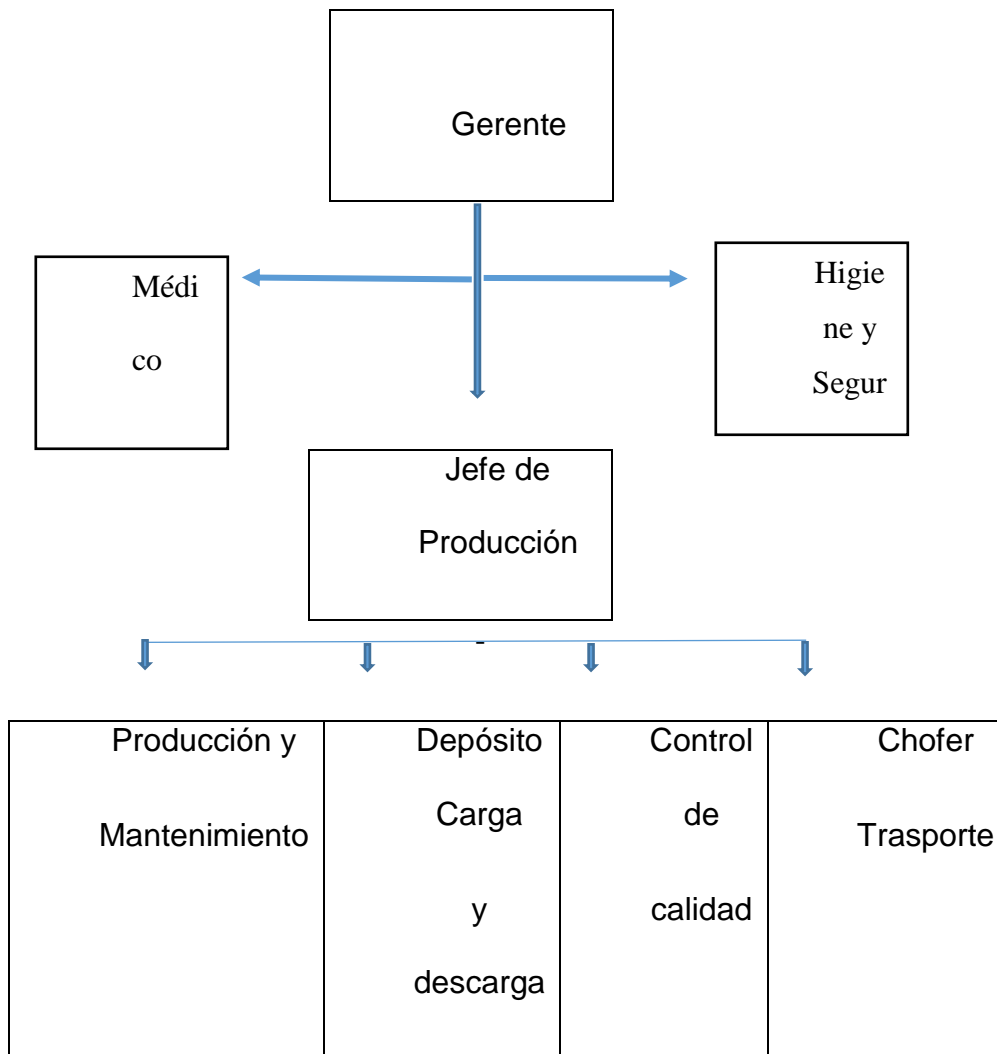 Gerente
Médi
co
Higie
ne y
Segur
Jefe de
Producción
Producción y
Mantenimiento
Depósito
Carga
y
descarga
Control
de
calidad
Chofer
Trasporte